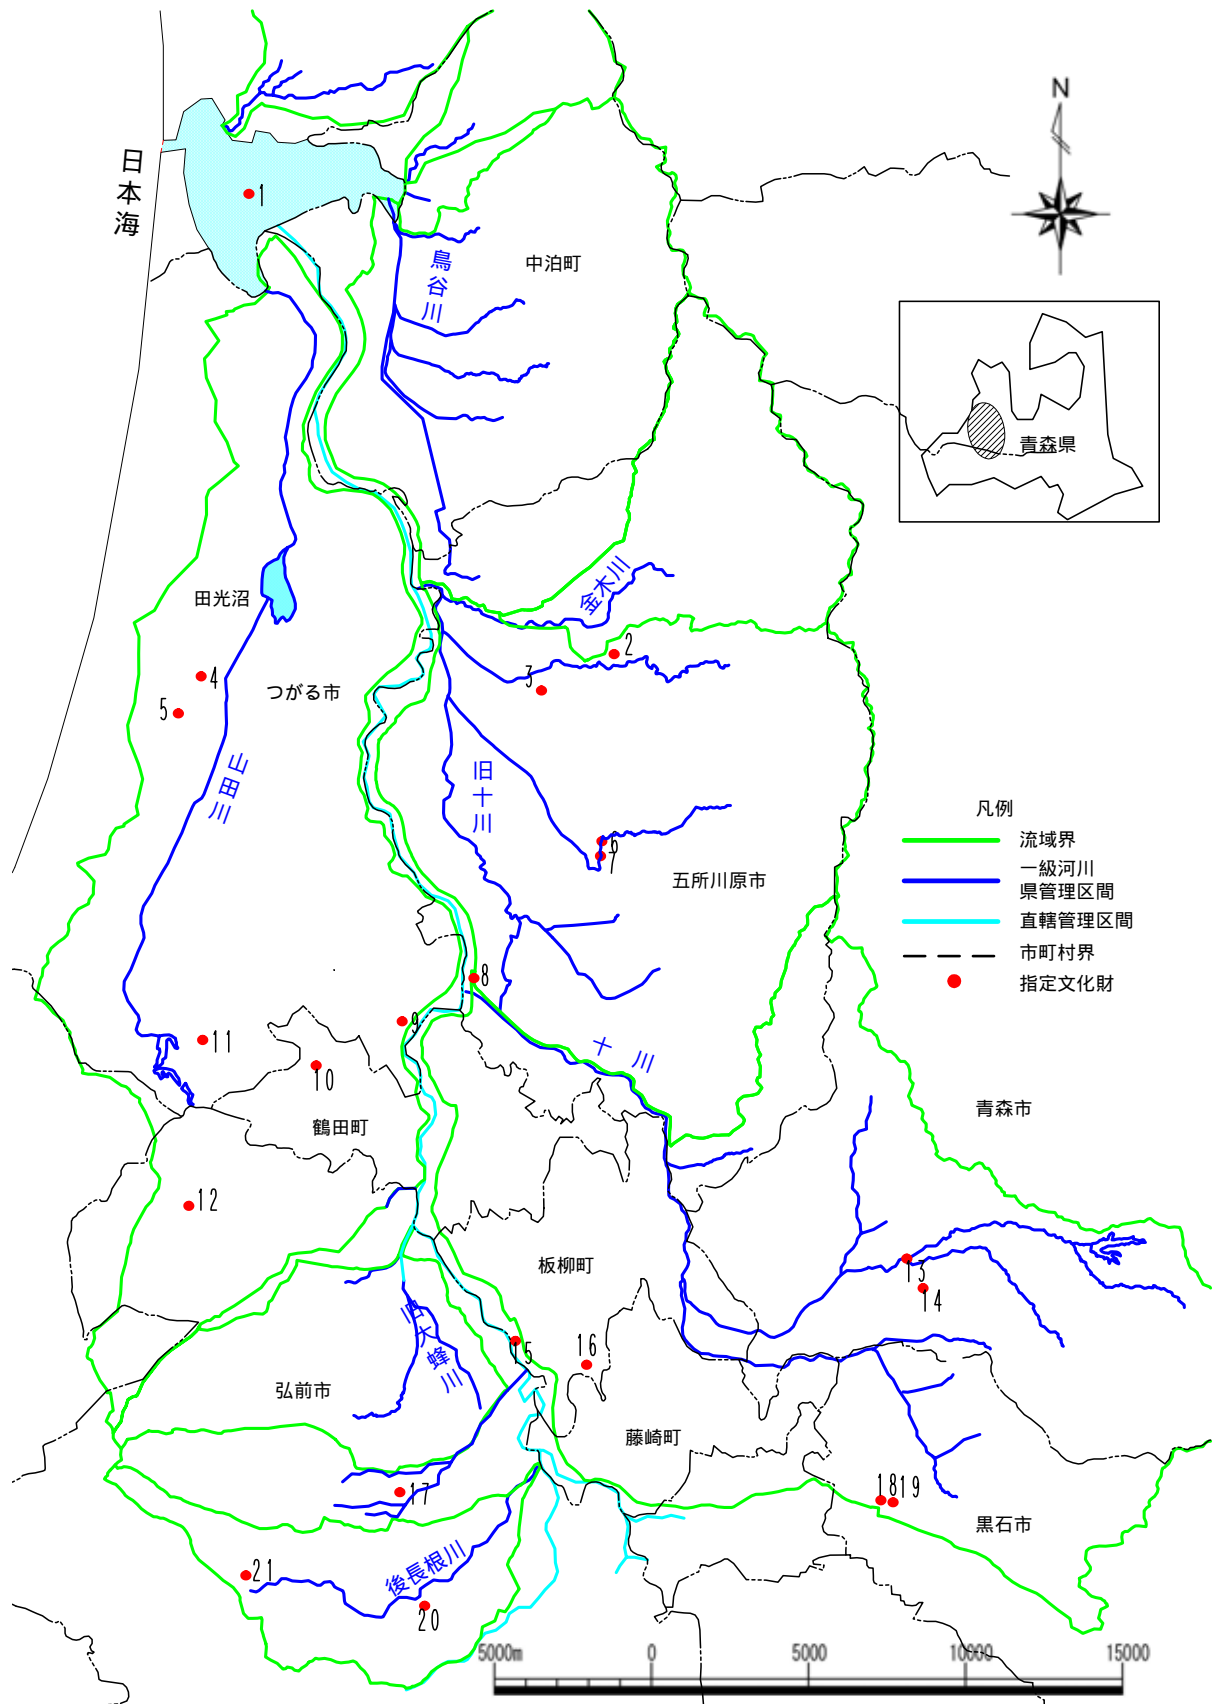 N
日本海
1
鳥谷川
中泊町
青森県
金木川
田光沼
2
3
4
5
つがる市
山田川
旧十川
6
7
五所川原市
凡例
流域界
一級河川
県管理区間
直轄管理区間
市町村界
指定文化財
8
9
10
11
十川
鶴田町
青森市
12
板柳町
13
14
旧大蜂川
15
16
弘前市
藤崎町
17
18
19
黒石市
後長根川
20
21
5000m 0 5000 10000 15000